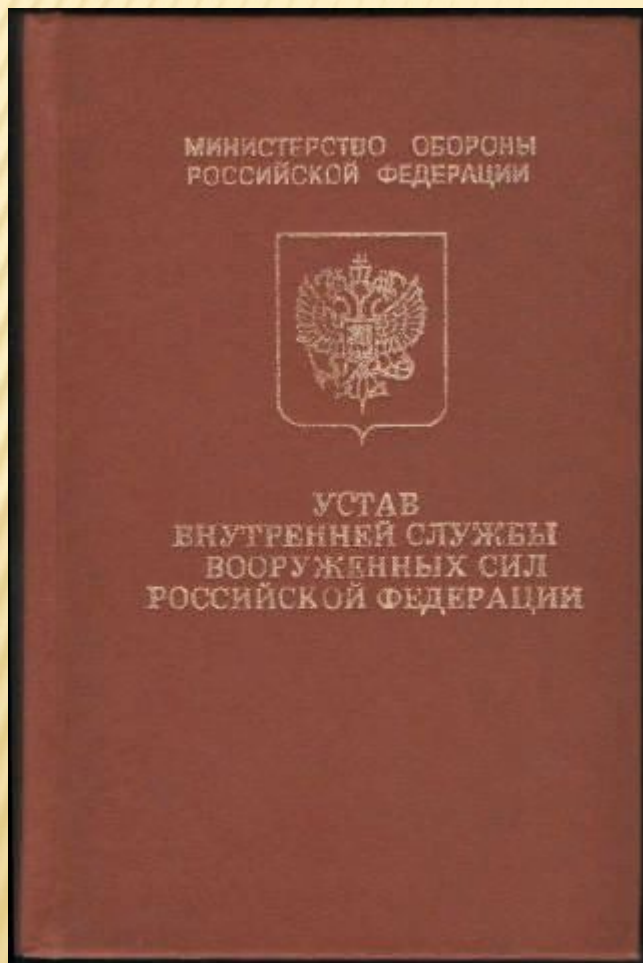 МИНИСТЕРСТВО ОБОРОНЫ
РОССИЙСКОЙ ФЕДЕРАЦИИ
УСТАВ
ВНУТРЕННЕЙ СЛУЖБЫ
ВООРУЖЕННЫХ СИЛ
РОССИЙСКОЙ ФЕДЕРАЦИИ